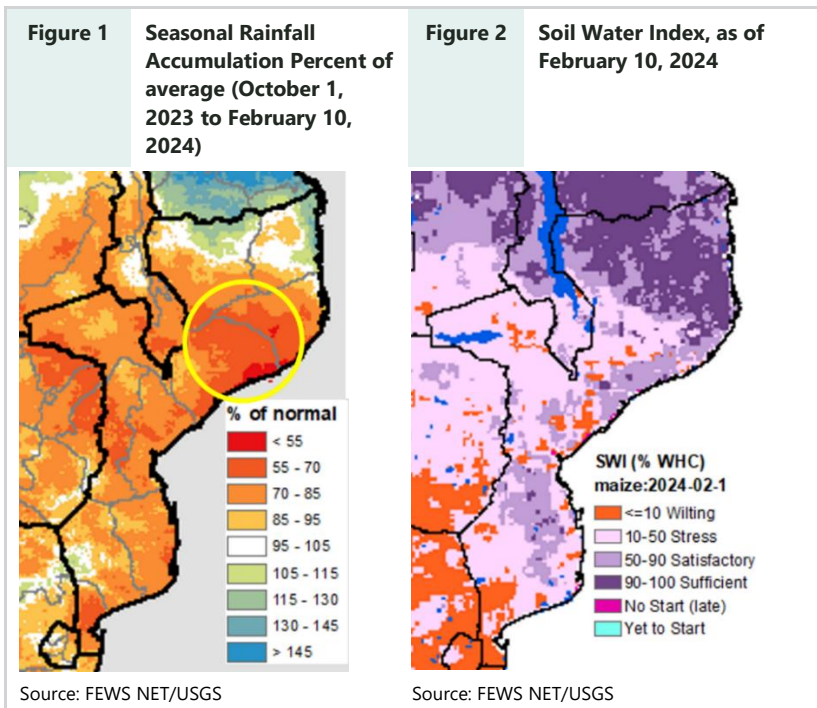 Figure 1
Seasonal Rainfall
Accumulation Percent of
average (October 1,
2023 to February 10,
2024)
% of normal
< 55
55 - 70
70 - 85
85 - 95
95 - 105
105 - 115
115 - 130
130 - 145
> 145
Source: FEWS NET/USGS
Figure 2
Soil Water Index, as of
February 10, 2024
SWI (% WHC)
maize:2024-02-1
<=10 Wilting
10-50 Stress
50-90 Satisfactory
90-100 Sufficient
No Start (late)
Yet to Start
Source: FEWS NET/USGS